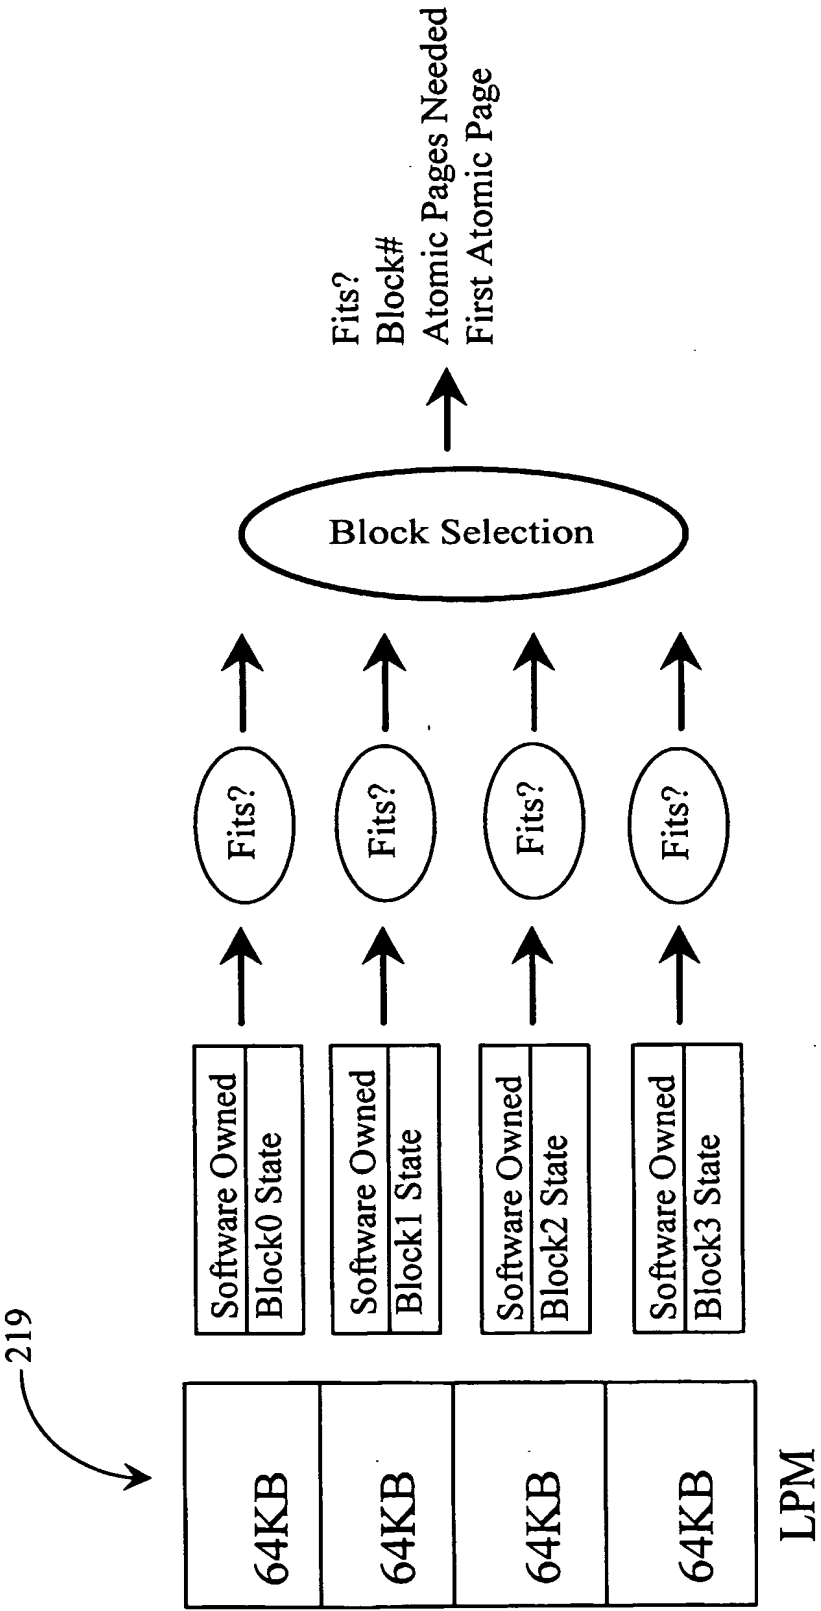 219
64KB
64KB
64KB
64KB
LPM
Software Owned
Block0 State
Software Owned
Block1 State
Software Owned
Block2 State
Software Owned
Block3 State
Fits?
Fits?
Fits?
Fits?
Block Selection
Fits?
Block#
Atomic Pages Needed
First Atomic Page